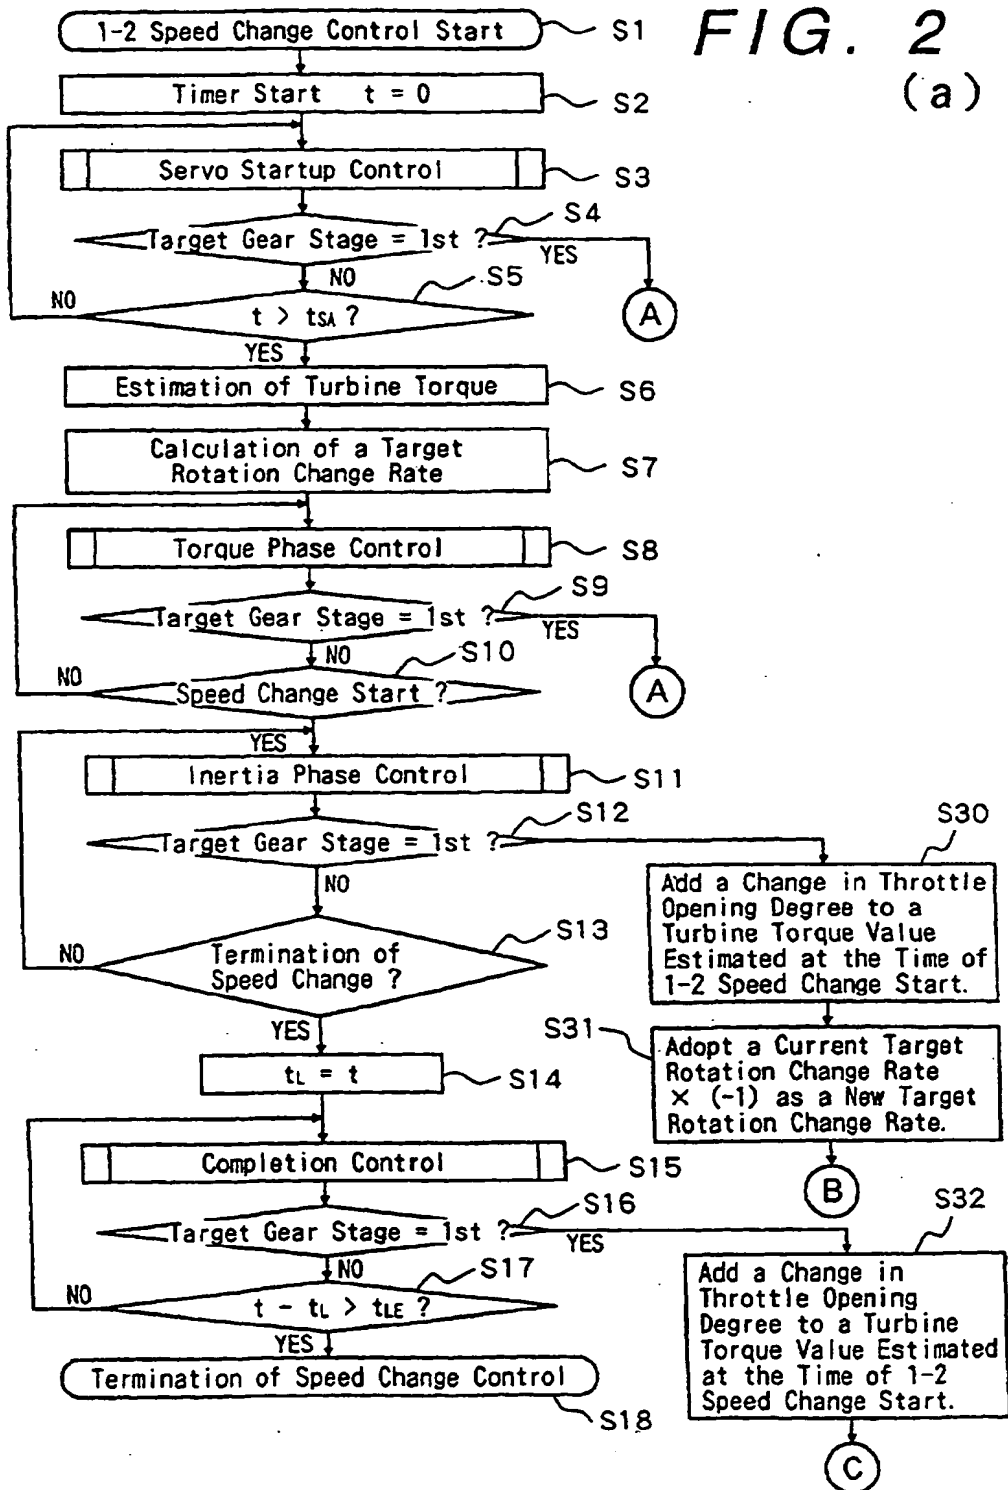 FIG. 2
(a)
1-2 Speed Change Control Start
S1
Timer Start t = 0
S2
Servo Startup Control
S3
Target Gear Stage = 1st ?
S4
YES
A
NO
t > tSA ?
S5
NO
YES
Estimation of Turbine Torque
S6
Calculation of a Target
Rotation Change Rate
S7
Torque Phase Control
S8
Target Gear Stage = 1st ?
S9
YES
A
NO
Speed Change Start ?
S10
NO
YES
Inertia Phase Control
S11
Target Gear Stage = 1st ?
S12
NO
S30
Add a Change in Throttle
Opening Degree to a
Turbine Torque Value
Estimated at the Time of
1-2 Speed Change Start.
Termination of
Speed Change ?
S13
NO
YES
S31
Adopt a Current Target
Rotation Change Rate
× (-1) as a New Target
Rotation Change Rate.
B
tL = t
S14
Completion Control
S15
Target Gear Stage = 1st ?
S16
YES
NO
S32
Add a Change in
Throttle Opening
Degree to a Turbine
Torque Value Estimated
at the Time of 1-2
Speed Change Start.
C
t - tL > tLE ?
S17
NO
YES
Termination of Speed Change Control
S18